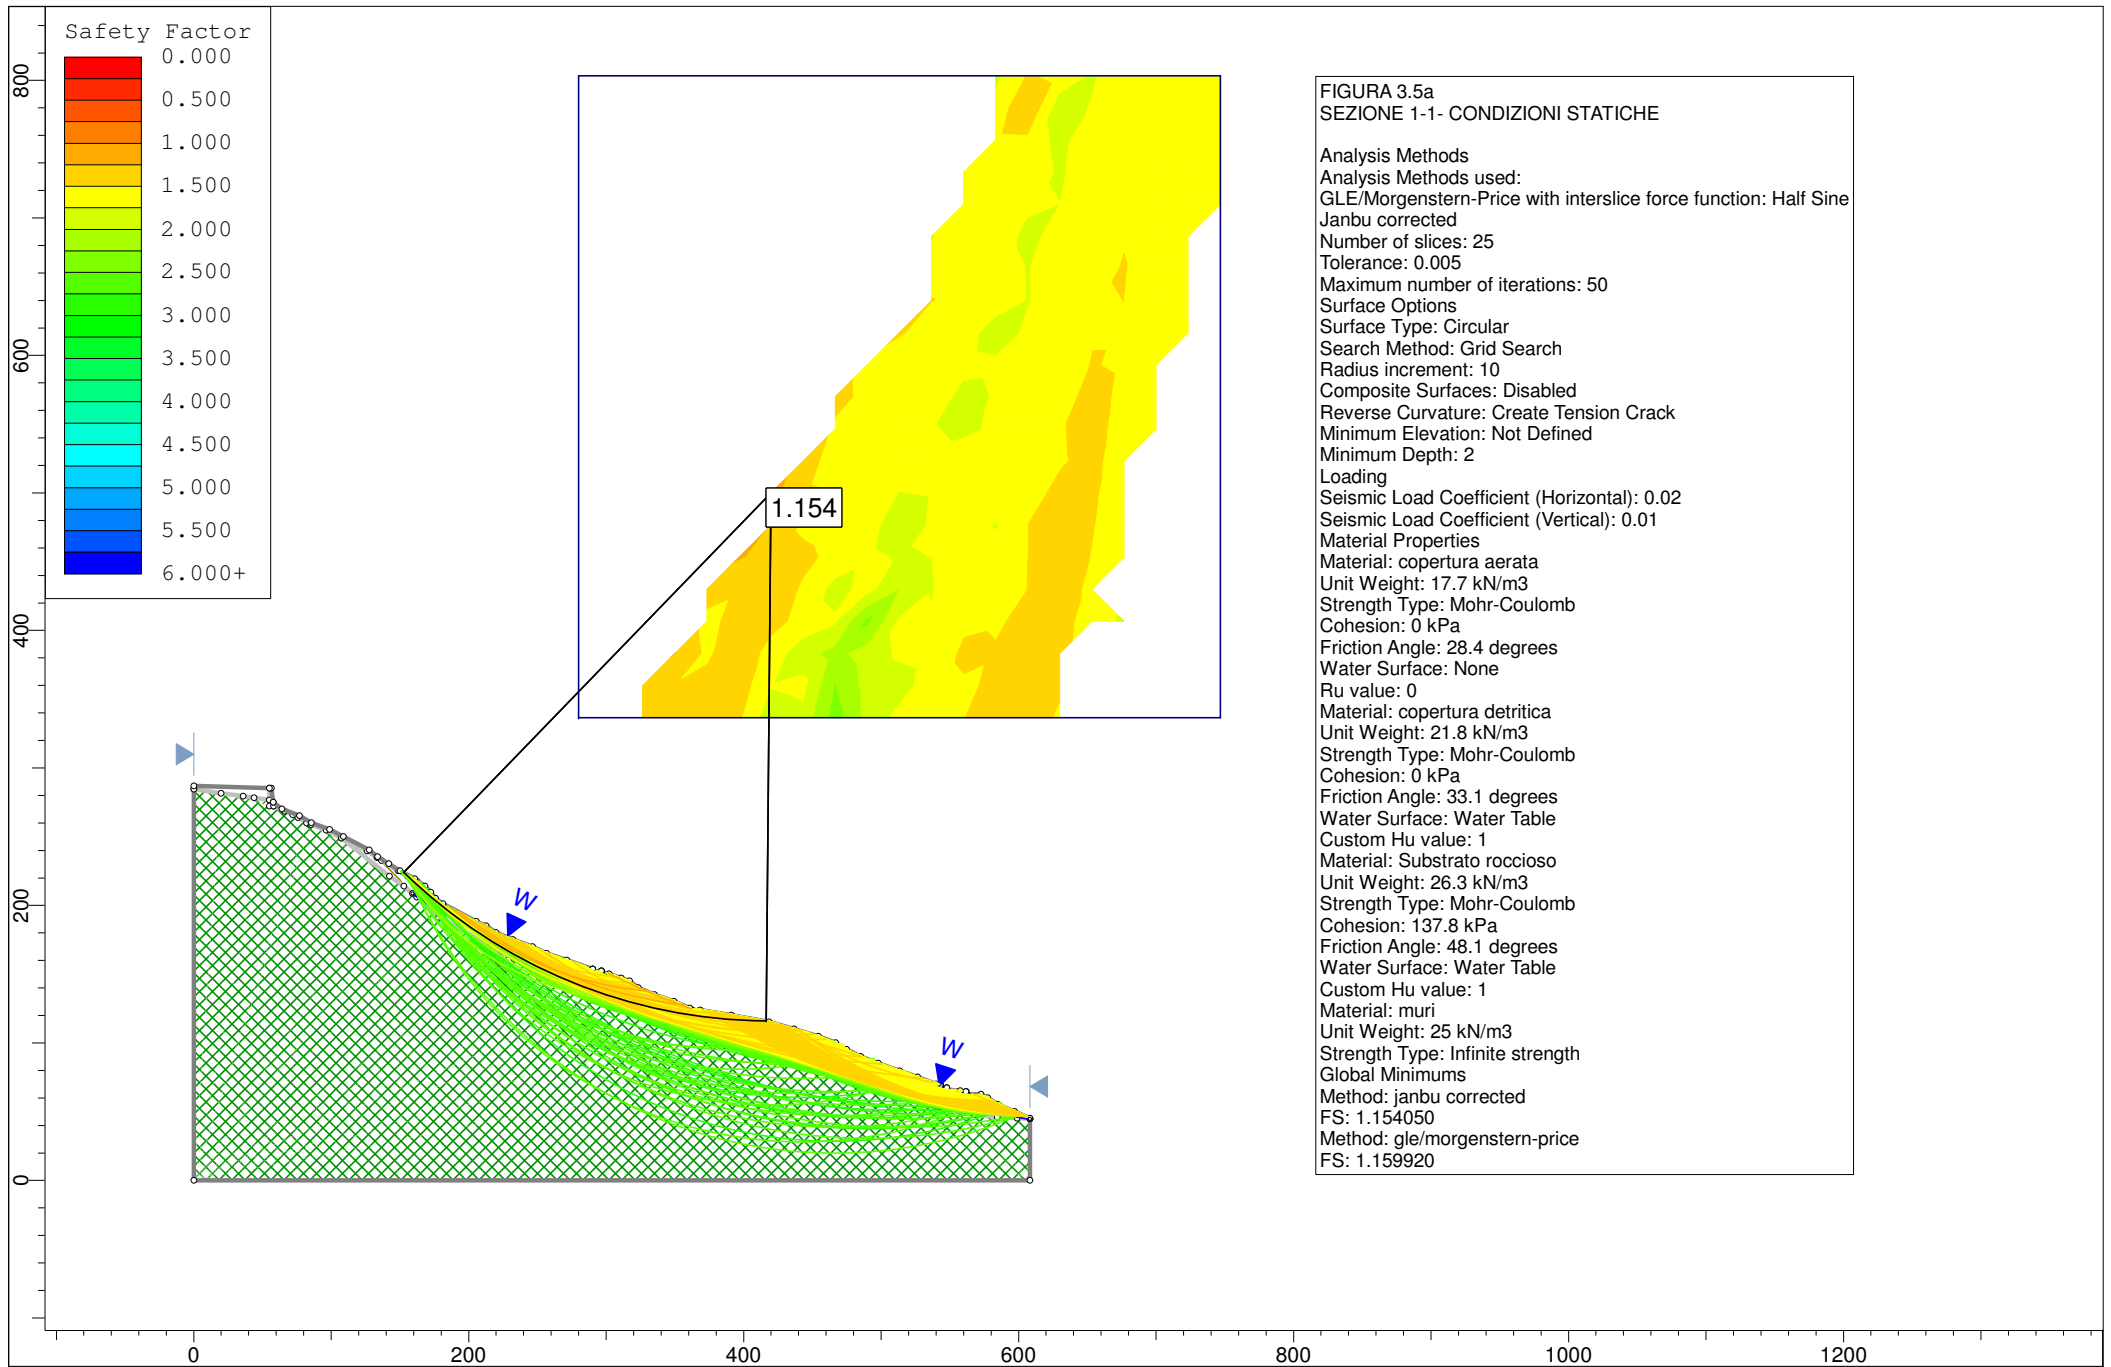 Safety Factor
0.000
0.500
1.000
1.500
2.000
2.500
3.000
3.500
4.000
4.500
5.000
5.500
6.000+
1.154
W
W
FIGURA 3.5a
SEZIONE 1-1- CONDIZIONI STATICHE
Analysis Methods
Analysis Methods used:
GLE/Morgenstern-Price with interslice force function: Half Sine
Janbu corrected
Number of slices: 25
Tolerance: 0.005
Maximum number of iterations: 50
Surface Options
Surface Type: Circular
Search Method: Grid Search
Radius increment: 10
Composite Surfaces: Disabled
Reverse Curvature: Create Tension Crack
Minimum Elevation: Not Defined
Minimum Depth: 2
Loading
Seismic Load Coefficient (Horizontal): 0.02
Seismic Load Coefficient (Vertical): 0.01
Material Properties
Material: copertura aerata
Unit Weight: 17.7 kN/m3
Strength Type: Mohr-Coulomb
Cohesion: 0 kPa
Friction Angle: 28.4 degrees
Water Surface: None
Ru value: 0
Material: copertura detritica
Unit Weight: 21.8 kN/m3
Strength Type: Mohr-Coulomb
Cohesion: 0 kPa
Friction Angle: 33.1 degrees
Water Surface: Water Table
Custom Hu value: 1
Material: Substrato roccioso
Unit Weight: 26.3 kN/m3
Strength Type: Mohr-Coulomb
Cohesion: 137.8 kPa
Friction Angle: 48.1 degrees
Water Surface: Water Table
Custom Hu value: 1
Material: muri
Unit Weight: 25 kN/m3
Strength Type: Infinite strength
Global Minimums
Method: janbu corrected
FS: 1.154050
Method: gle/morgenstern-price
FS: 1.159920
800
600
400
200
0
0 200 400 600 800 1000 1200